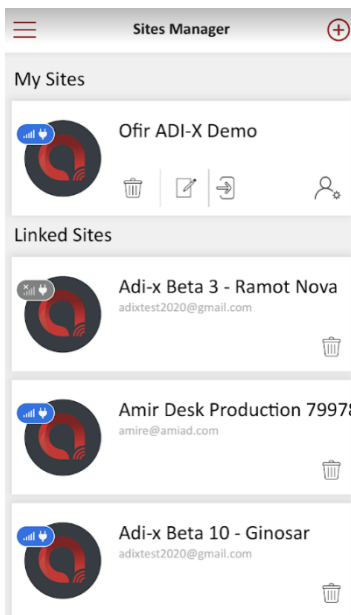 Sites Manager
My Sites
Ofir ADI-X Demo
Linked Sites
Adi-x Beta 3 - Ramot Nova
adixtest2020@gmail.com
Amir Desk Production 79978
amire@amiad.com
Adi-x Beta 10 - Ginosar
adixtest2020@gmail.com